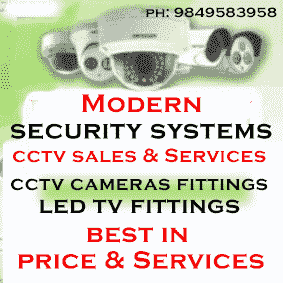 PH: 9849583958
MODERN
SECURITY SYSTEMS
CCTV SALES & SERVICES
CCTV CAMERAS FITTINGS
LED TV FITTINGS
BEST IN
PRICE & SERVICES